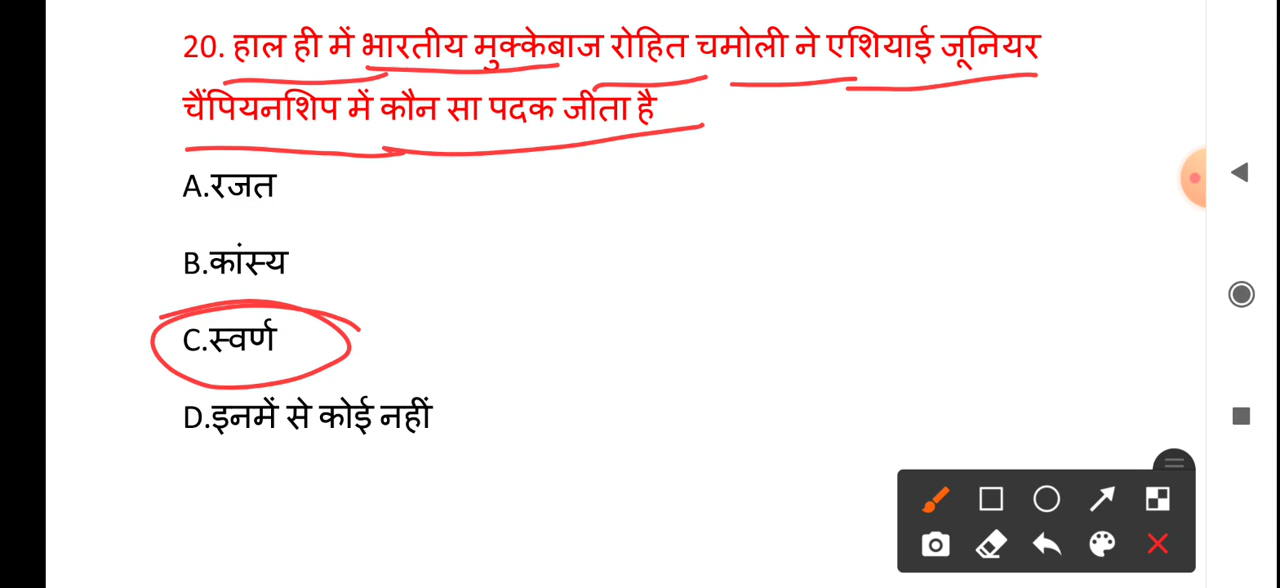 20. हाल ही में भारतीय मुक्केबाज रोहित चमोली ने एशियाई जूनियर
चैंपियनशिप में कौन सा पदक जीता है
A.रजत
B.कांस्य
C.स्वर्ण
D.इनमें से कोई नहीं